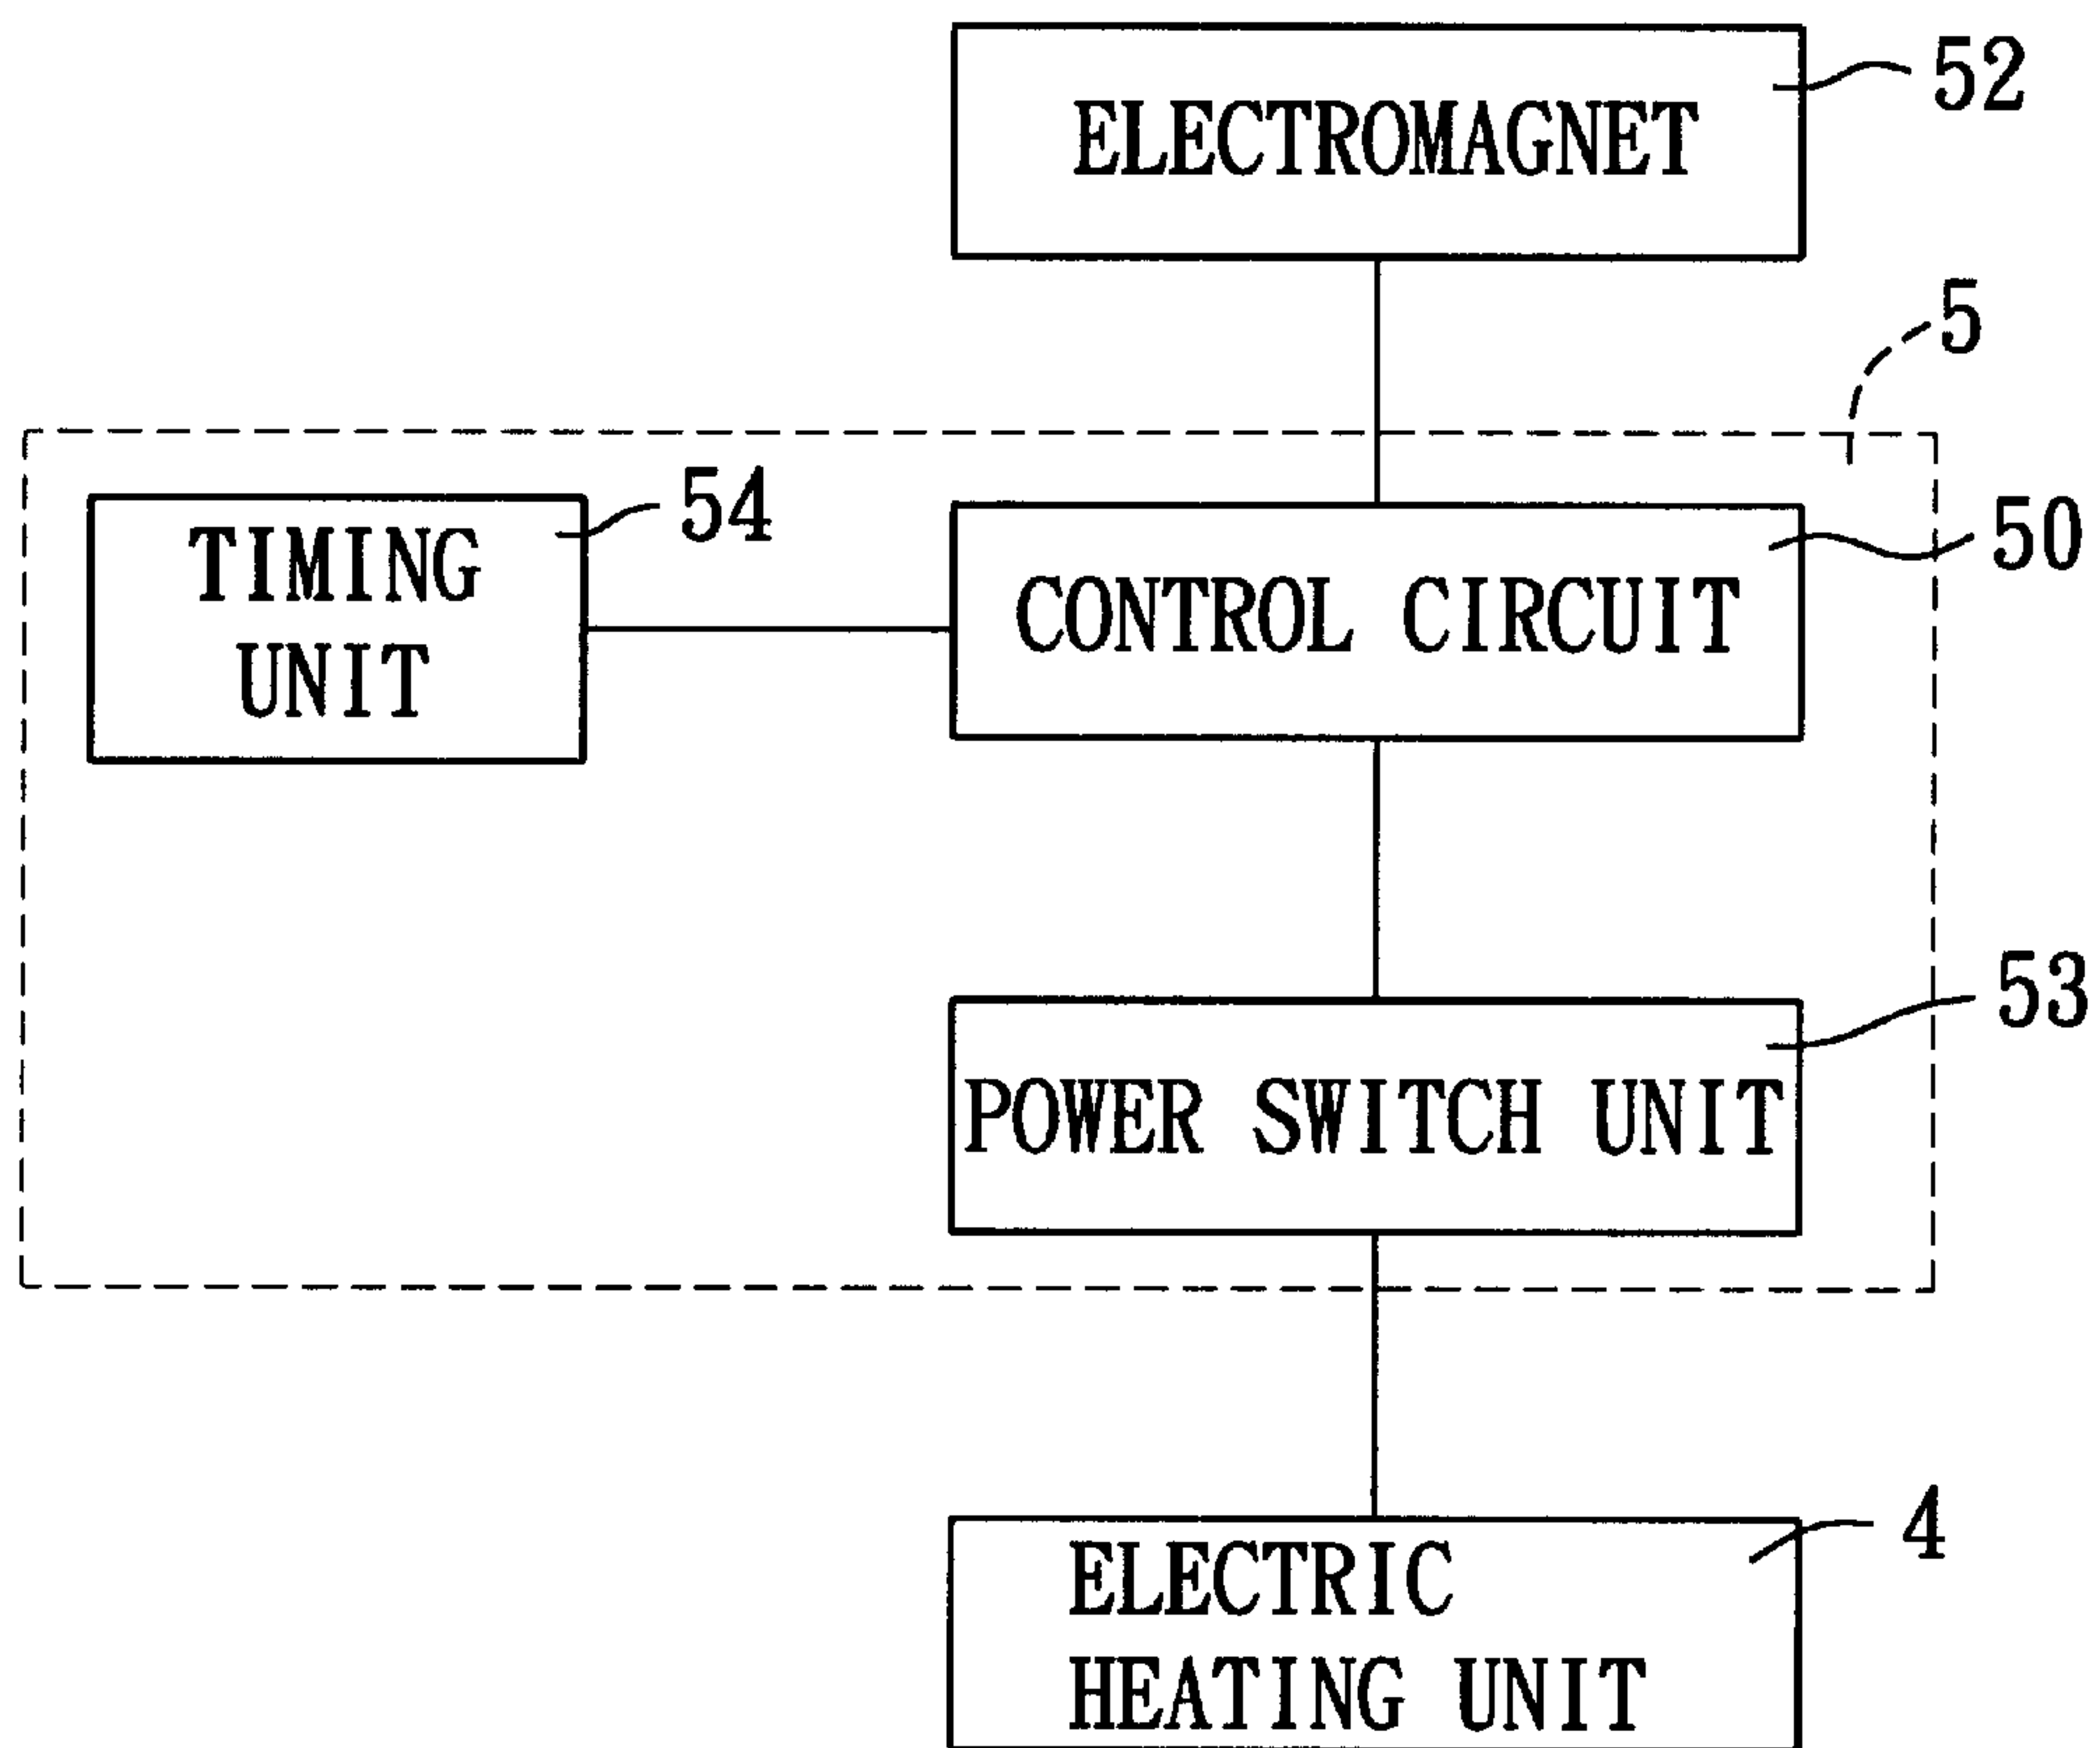 ELECTROMAGNET
52
5
TIMING
UNIT
54
CONTROL CIRCUIT
50
POWER SWITCH UNIT
53
ELECTRIC
HEATING UNIT
4